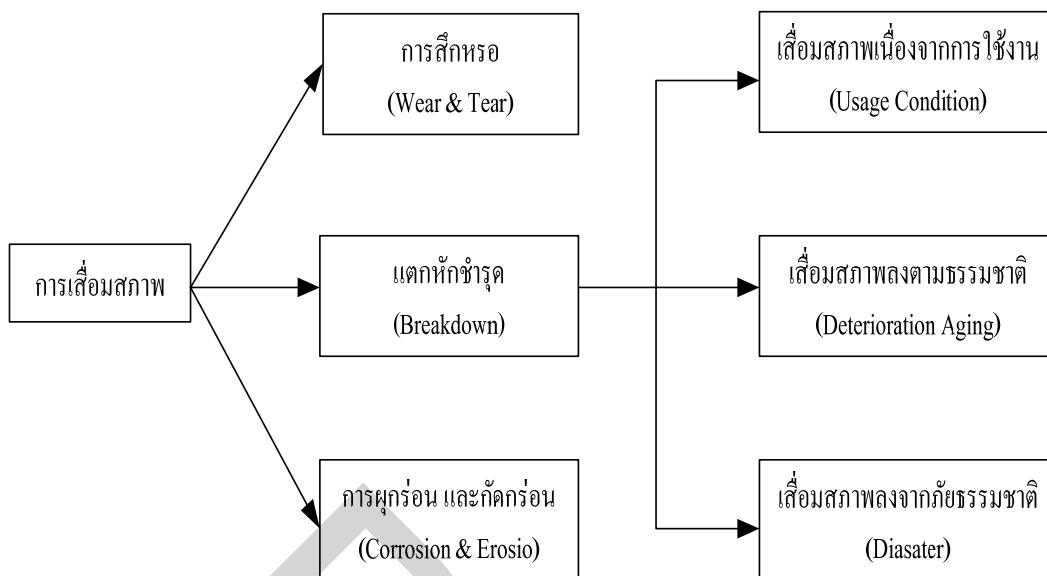 การสึกหรอ
(Wear & Tear)
เสื่อมสภาพเนื่องจากการใช้งาน
(Usage Condition)
การเสื่อมสภาพ
แตกหักชำรุด
(Breakdown)
เสื่อมสภาพลงตามธรรมชาติ
(Deterioration Aging)
การผุกร่อน และกัดกร่อน
(Corrosion & Erosio)
เสื่อมสภาพลงจากภัยธรรมชาติ
(Diasater)